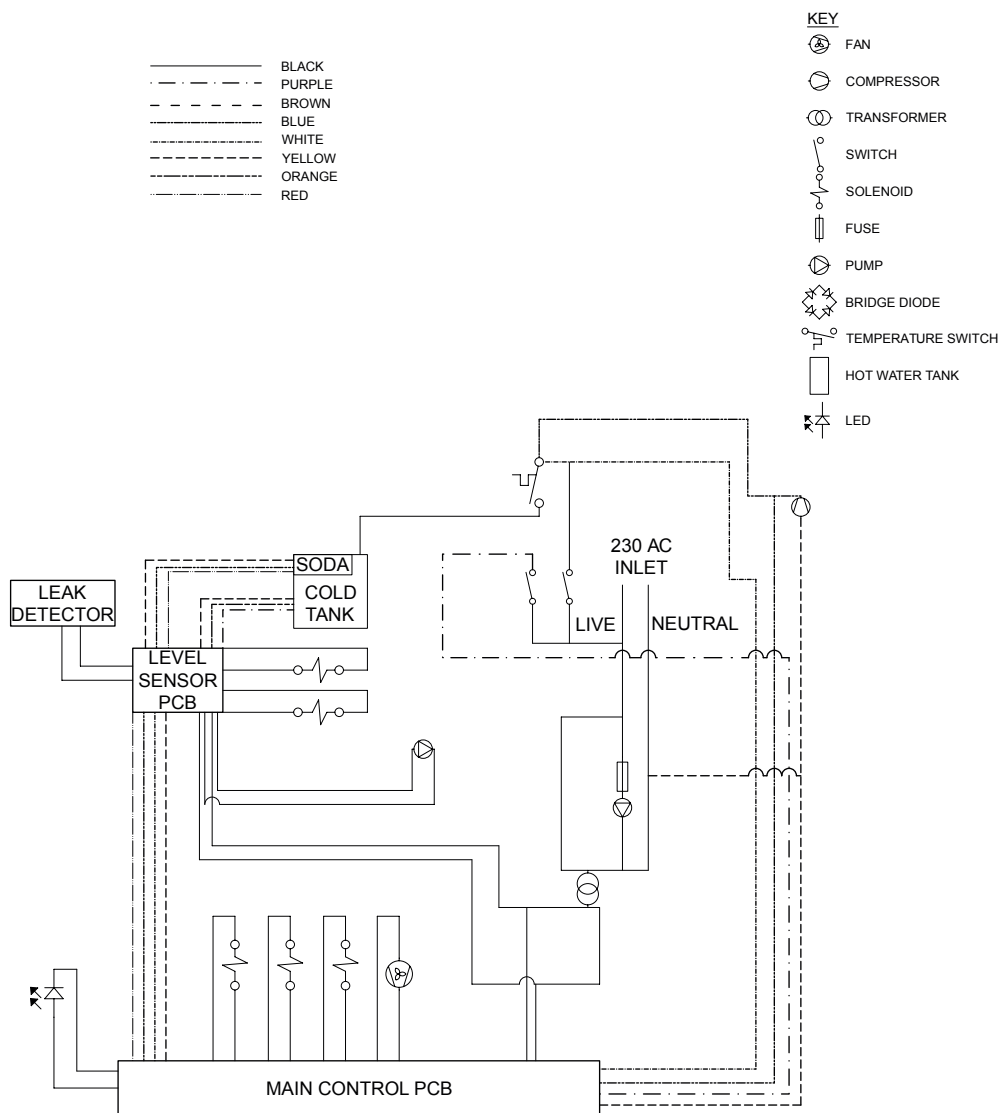 KEY
FAN
COMPRESSOR
TRANSFORMER
SWITCH
SOLENOID
FUSE
PUMP
BRIDGE DIODE
TEMPERATURE SWITCH
HOT WATER TANK
LED
BLACK
PURPLE
BROWN
BLUE
WHITE
YELLOW
ORANGE
RED
230 AC
INLET
LIVE
NEUTRAL
SODA
COLD
TANK
LEAK
DETECTOR
LEVEL
SENSOR
PCB
MAIN CONTROL PCB